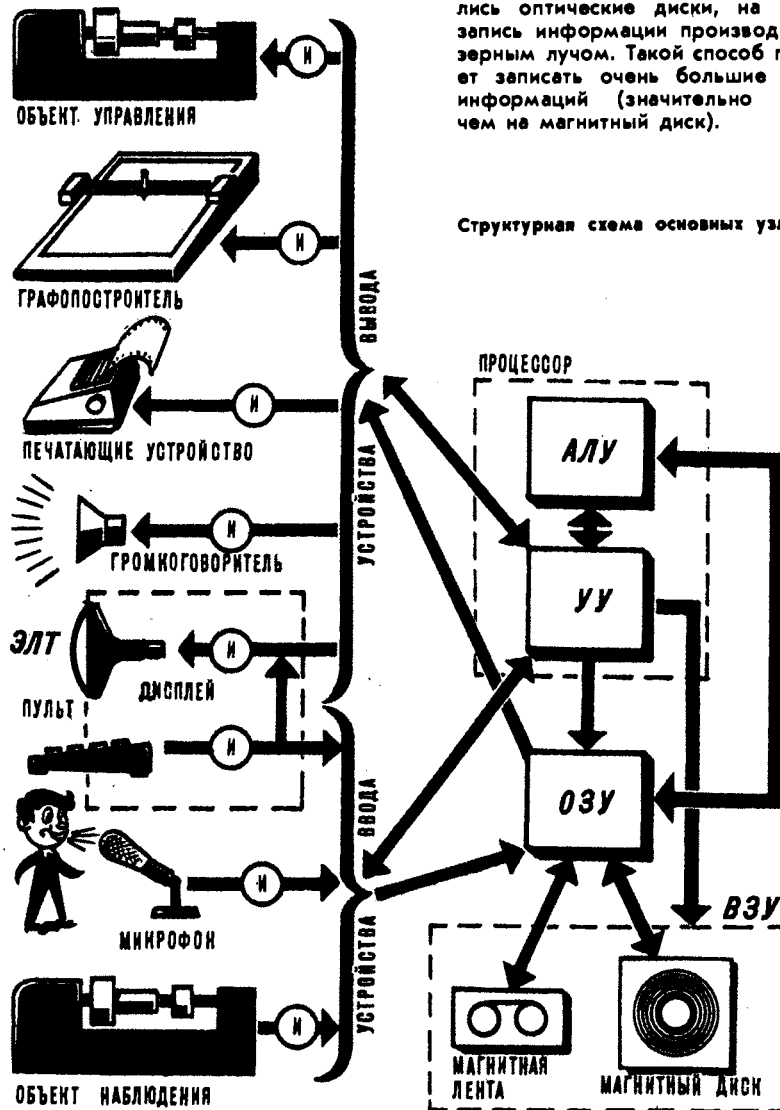 лись оптические диски, на
запись информации производ
зерным лучом. Такой способ п
ет записать очень большие
информаций (значительно
чем на магнитный диск).
Структурная схема основных узл
И
ОБЪЕКТ УПРАВЛЕНИЯ
И
ГРАФОПОСТРОИТЕЛЬ
И
ПЕЧАТАЮЩИЕ УСТРОЙСТВО
И
ГРОМКОГОВОРИТЕЛЬ
ЭЛТ
И
ДИСПЛЕЙ
ПУЛЬТ
И
И
МИКРОФОН
И
ОБЪЕКТ НАБЛЮДЕНИЯ
УСТРОЙСТВА ВЫВОДА
УСТРОЙСТВА ВВОДА
ПРОЦЕССОР
АЛУ
УУ
ОЗУ
ВЗУ
МАГНИТНАЯ
ЛЕНТА
МАГНИТНЫЙ ДИСК